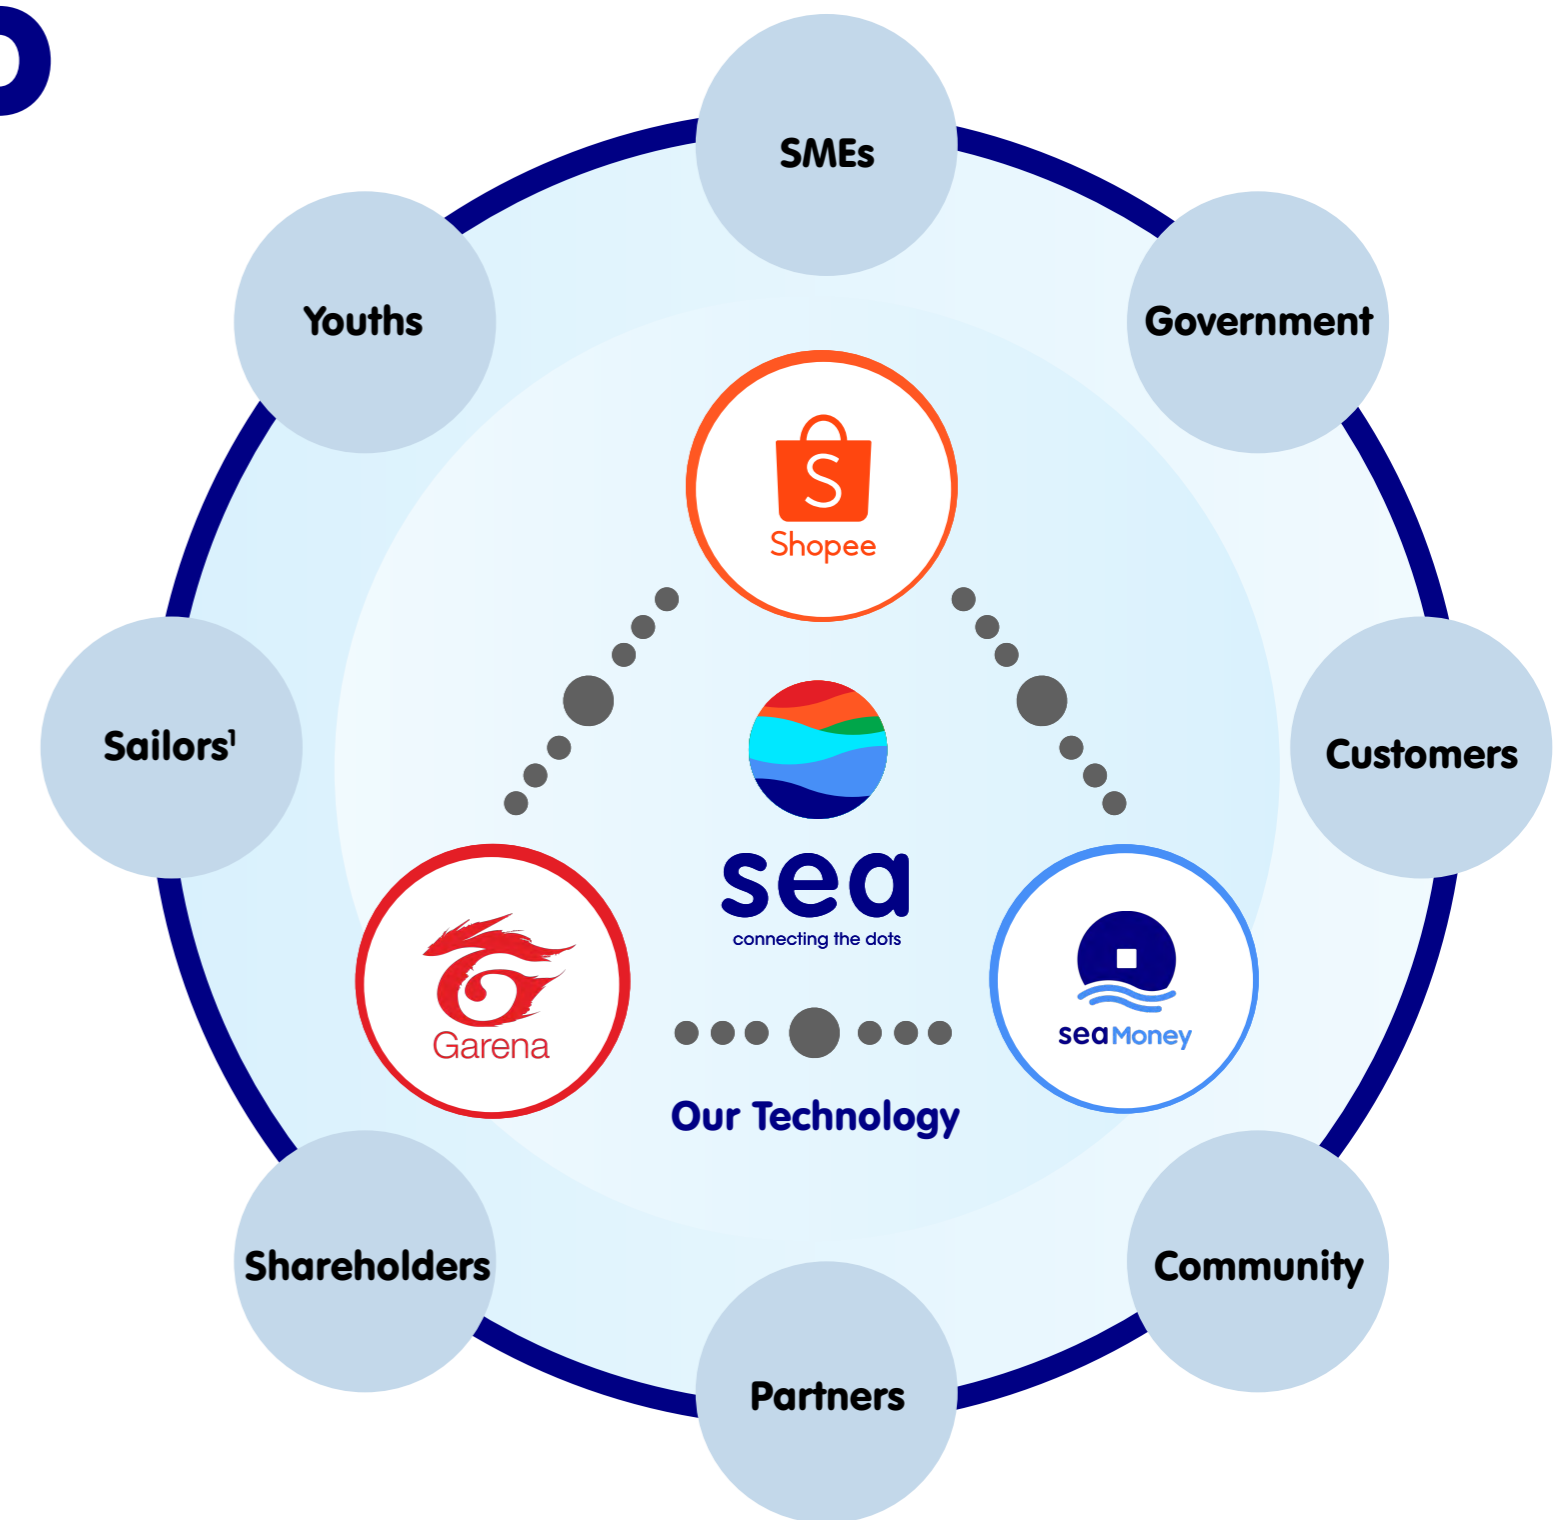 SMEs
Youths
Government
Shopee
Sailors¹
Customers
sea
connecting the dots
Garena
seaMoney
Our Technology
Shareholders
Community
Partners